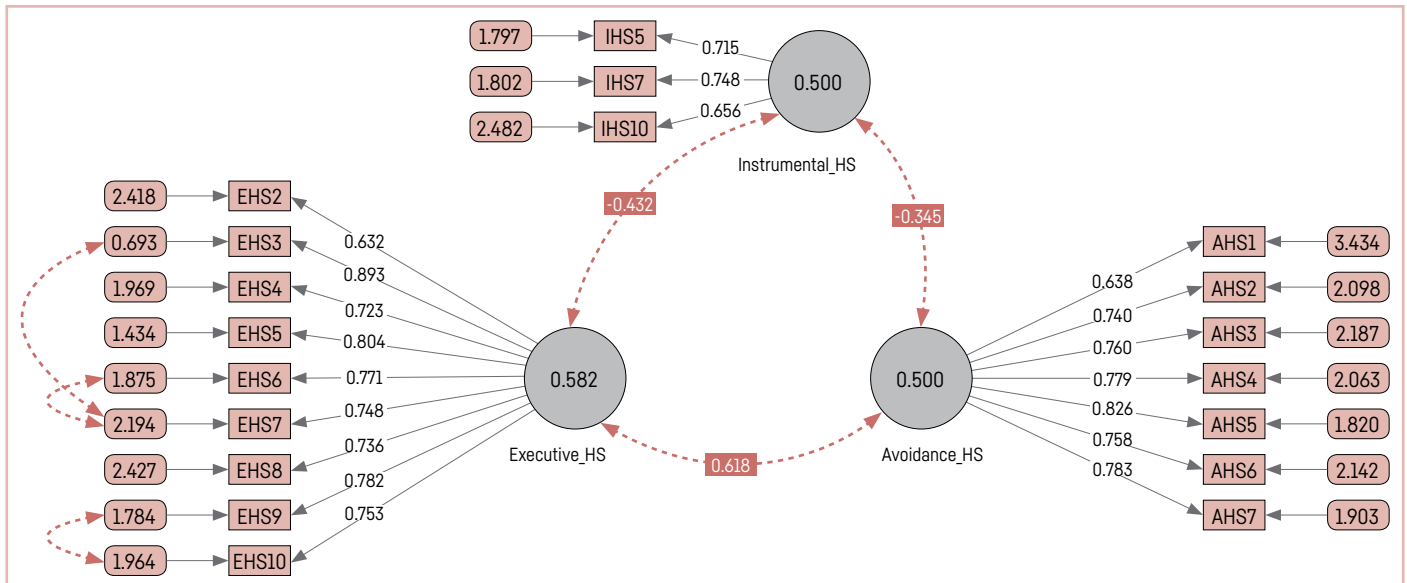 1.797 IHS5 0.715
1.802 IHS7 0.748 0.500
2.482 IHS10 0.656
Instrumental_HS
-0.432
-0.345
2.418 EHS2 0.632
0.693 EHS3 0.893
1.969 EHS4 0.723
1.434 EHS5 0.804
1.875 EHS6 0.771
2.194 EHS7 0.748
2.427 EHS8 0.736
1.784 EHS9 0.782
1.964 EHS10 0.753
0.582
Executive_HS
0.618
0.500
Avoidance_HS
0.638 AHS1 3.434
0.740 AHS2 2.098
0.760 AHS3 2.187
0.779 AHS4 2.063
0.826 AHS5 1.820
0.758 AHS6 2.142
0.783 AHS7 1.903